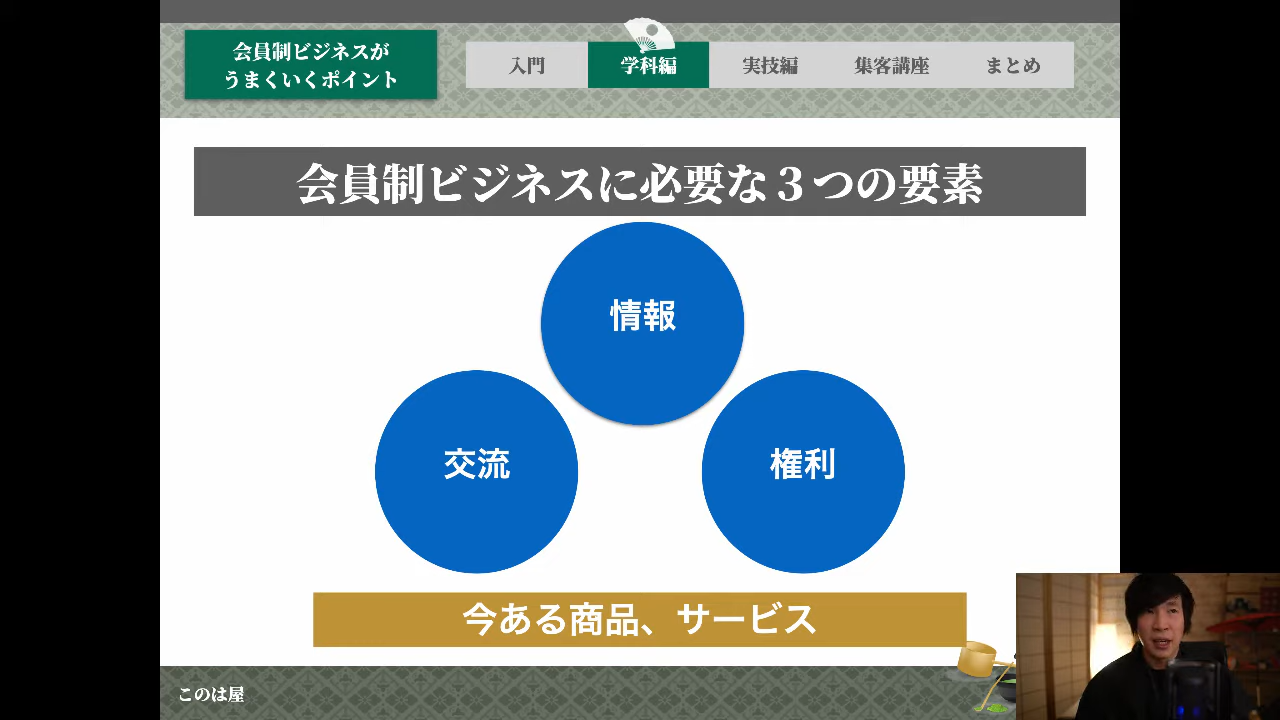 会員制ビジネスが
うまくいくポイント
入門
学科編
実技編
集客講座
まとめ
会員制ビジネスに必要な３つの要素
情報
交流
権利
今ある商品、サービス
このは屋